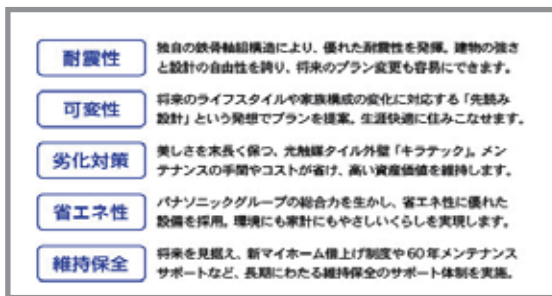 耐震性
独自の鉄骨軸組構造により、優れた耐震性を発揮。建物の強さ
と設計の自由性を誇り、将来のプラン変更も容易にできます。
可変性
将来のライフスタイルや家族構成の変化に対応する「先読み
設計」という発想でプランを提案。生涯快適に住みこなせます。
劣化対策
美しさを末長く保つ、光触媒タイル外壁「キラテック」。メン
テナンスの手間やコストが省け、高い資産価値を維持します。
省エネ性
パナソニックグループの総合力を生かし、省エネ性に優れた
設備を採用。環境にも家計にもやさしいくらしを実現します。
維持保全
将来を見据え、新マイホーム借上げ制度や60年メンテナンス
サポートなど、長期にわたる維持保全のサポート体制を実施。